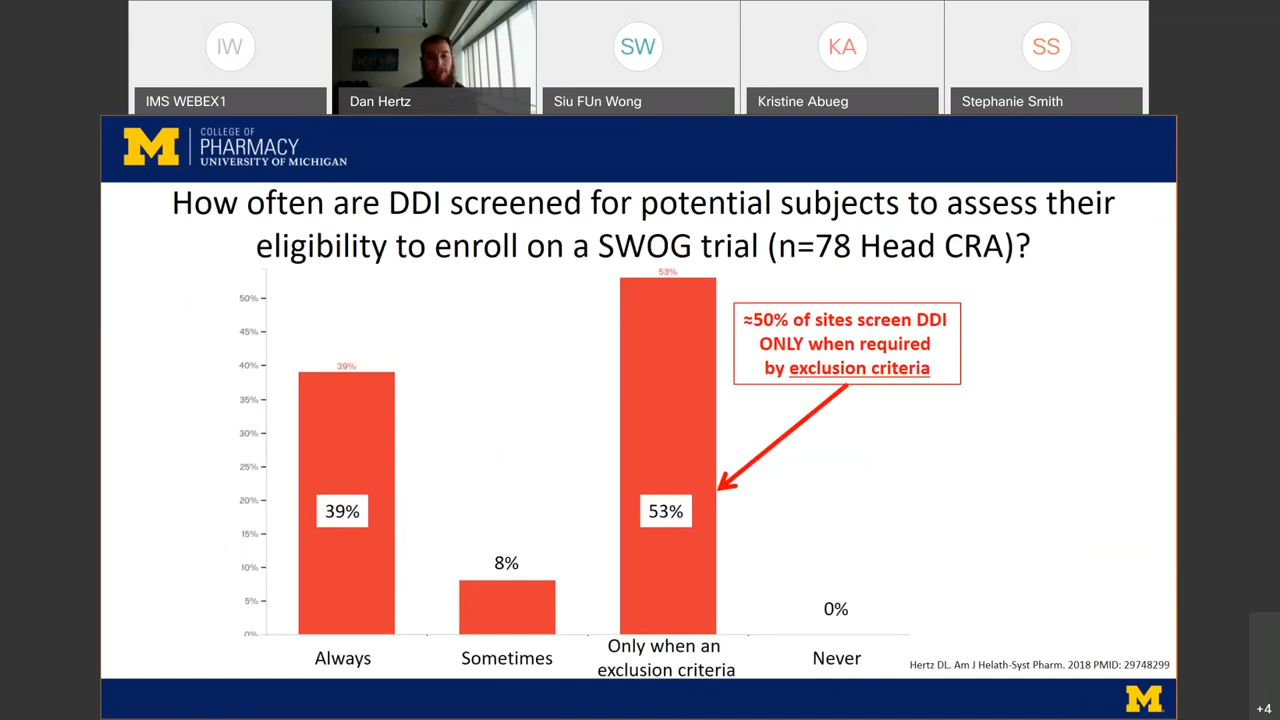 IW
SW
KA
SS
IMS WEBEX1
Dan Hertz
Siu FUn Wong
Kristine Abueg
Stephanie Smith
M
COLLEGE OF
PHARMACY
UNIVERSITY OF MICHIGAN
How often are DDI screened for potential subjects to assess their
eligibility to enroll on a SWOG trial (n=78 Head CRA)?
53%
50%
45%
40%
35%
30%
25%
20%
15%
10%
5%
0%
39%
39%
8%
53%
0%
≈50% of sites screen DDI
ONLY when required
by exclusion criteria
Always
Sometimes
Only when an
exclusion criteria
Never
Hertz DL. Am J Helath-Syst Pharm. 2018 PMID: 29748299
M
+4